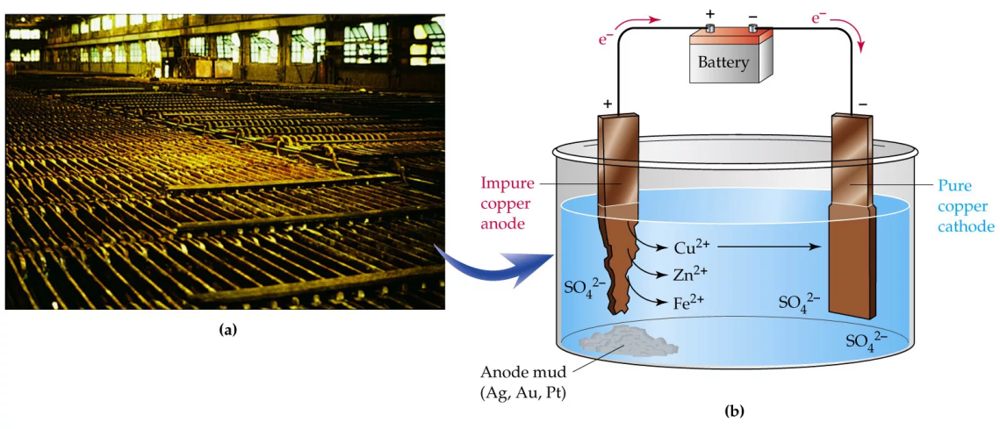 (a)
+ −
e⁻ e⁻
Battery
+ −
Impure
copper
anode
Pure
copper
cathode
Cu²⁺
Zn²⁺
Fe²⁺
SO₄²⁻
SO₄²⁻
SO₄²⁻
Anode mud
(Ag, Au, Pt)
(b)